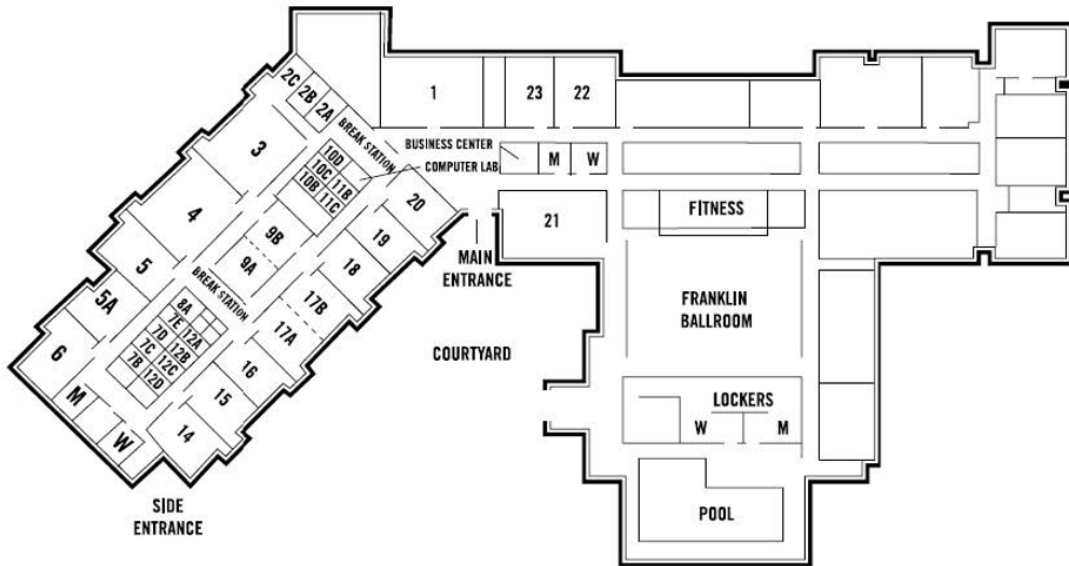 1
23
22
2C
2B
2A
3
BREAK STATION
BUSINESS CENTER
COMPUTER LAB
M
W
10D
10C
10B
11B
11C
4
20
19
18
21
FITNESS
MAIN
ENTRANCE
9B
9A
5
5A
6
BREAK STATION
17B
17A
FRANKLIN
BALLROOM
COURTYARD
8A
7E
7D
7C
7B
12A
12B
12C
12D
16
15
14
M
W
LOCKERS
W
M
POOL
SIDE
ENTRANCE